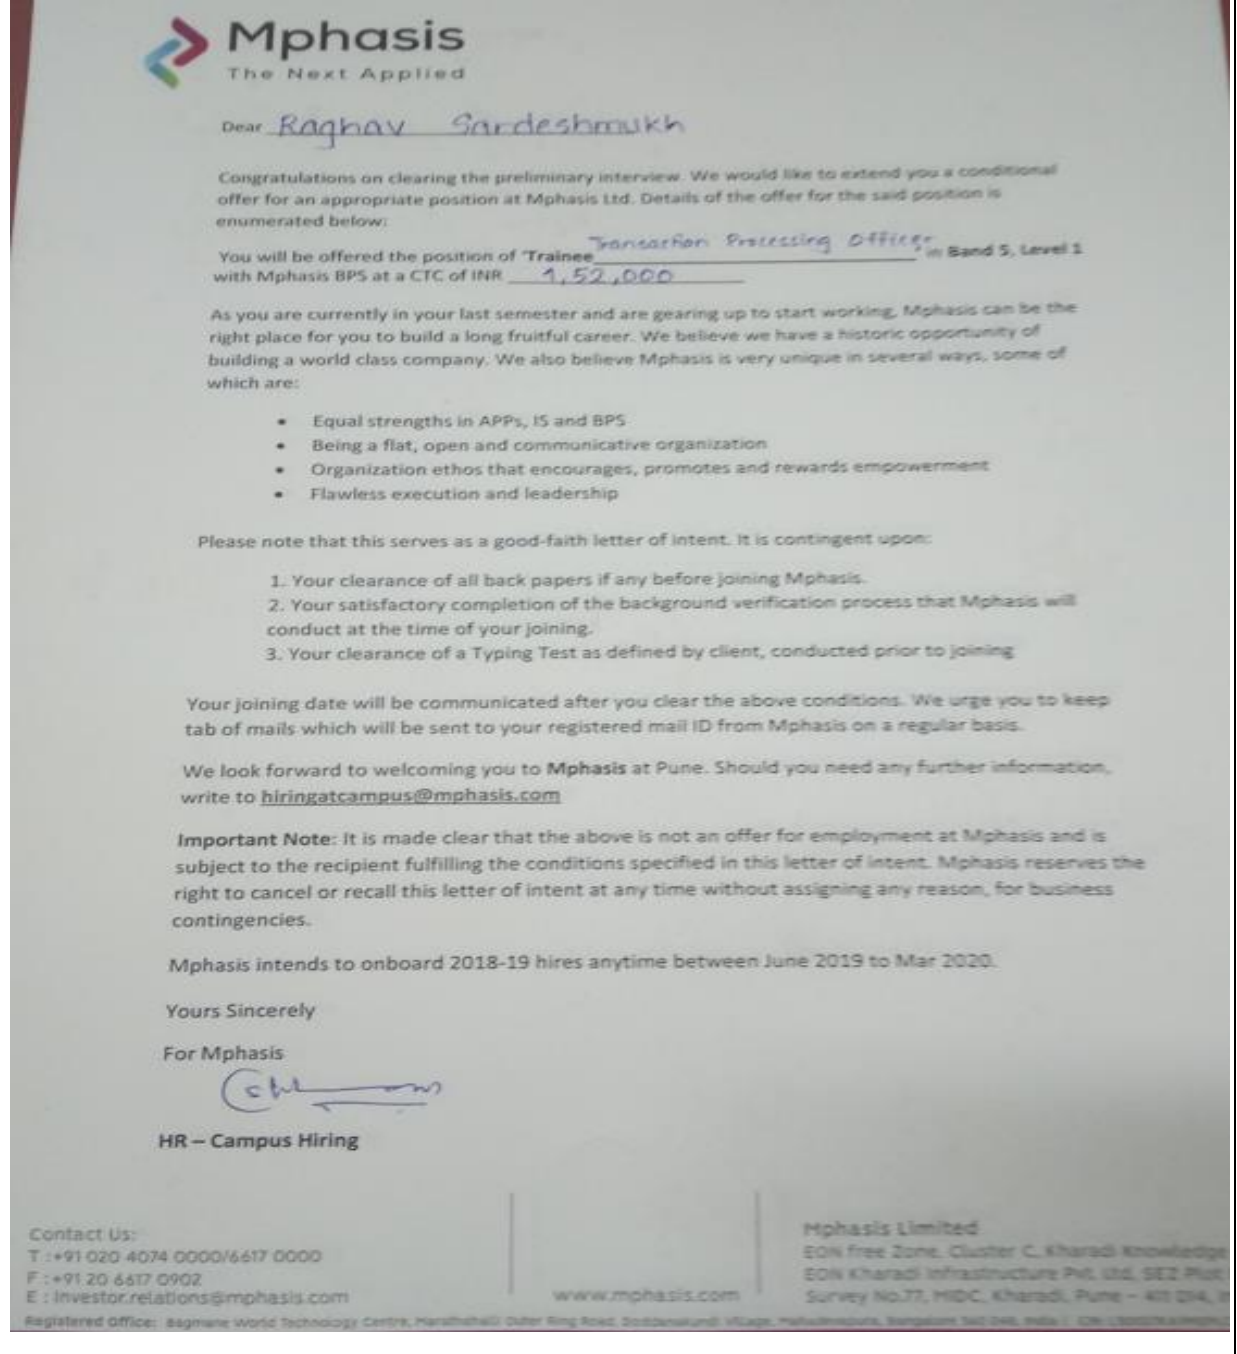 Mphasis
The Next Applied
Dear Raghav Sardeshmukh
Congratulations on clearing the preliminary interview. We would like to extend you a conditional
offer for an appropriate position at Mphasis Ltd. Details of the offer for the said position is
enumerated below:
You will be offered the position of 'Trainee Transaction Processing Officer' in Band 5, Level 1
with Mphasis BPS at a CTC of INR 1,52,000
As you are currently in your last semester and are gearing up to start working, Mphasis can be the
right place for you to build a long fruitful career. We believe we have a historic opportunity of
building a world class company. We also believe Mphasis is very unique in several ways, some of
which are:
• Equal strengths in APPs, IS and BPS
• Being a flat, open and communicative organization
• Organization ethos that encourages, promotes and rewards empowerment
• Flawless execution and leadership
Please note that this serves as a good-faith letter of intent. It is contingent upon:
1. Your clearance of all back papers if any before joining Mphasis.
2. Your satisfactory completion of the background verification process that Mphasis will
conduct at the time of your joining.
3. Your clearance of a Typing Test as defined by client, conducted prior to joining
Your joining date will be communicated after you clear the above conditions. We urge you to keep
tab of mails which will be sent to your registered mail ID from Mphasis on a regular basis.
We look forward to welcoming you to Mphasis at Pune. Should you need any further information,
write to hiringatcampus@mphasis.com
Important Note: It is made clear that the above is not an offer for employment at Mphasis and is
subject to the recipient fulfilling the conditions specified in this letter of intent. Mphasis reserves the
right to cancel or recall this letter of intent at any time without assigning any reason, for business
contingencies.
Mphasis intends to onboard 2018-19 hires anytime between June 2019 to Mar 2020.
Yours Sincerely
For Mphasis
HR – Campus Hiring
Contact Us:
T :+91 020 4074 0000/6617 0000
F :+91 20 6617 0902
E : Investor.relations@mphasis.com
www.mphasis.com
Mphasis Limited
EON Free Zone, Cluster C, Kharadi Knowledge
EON Kharadi Infrastructure Pvt. Ltd, SEZ Plot
Survey No.77, MIDC, Kharadi, Pune – 411 014,
Registered Office: Bagmane World Technology Centre, Marathahalli Outer Ring Road, Doddanakundi Village, Mahadevapura, Bangalore 560 048, India